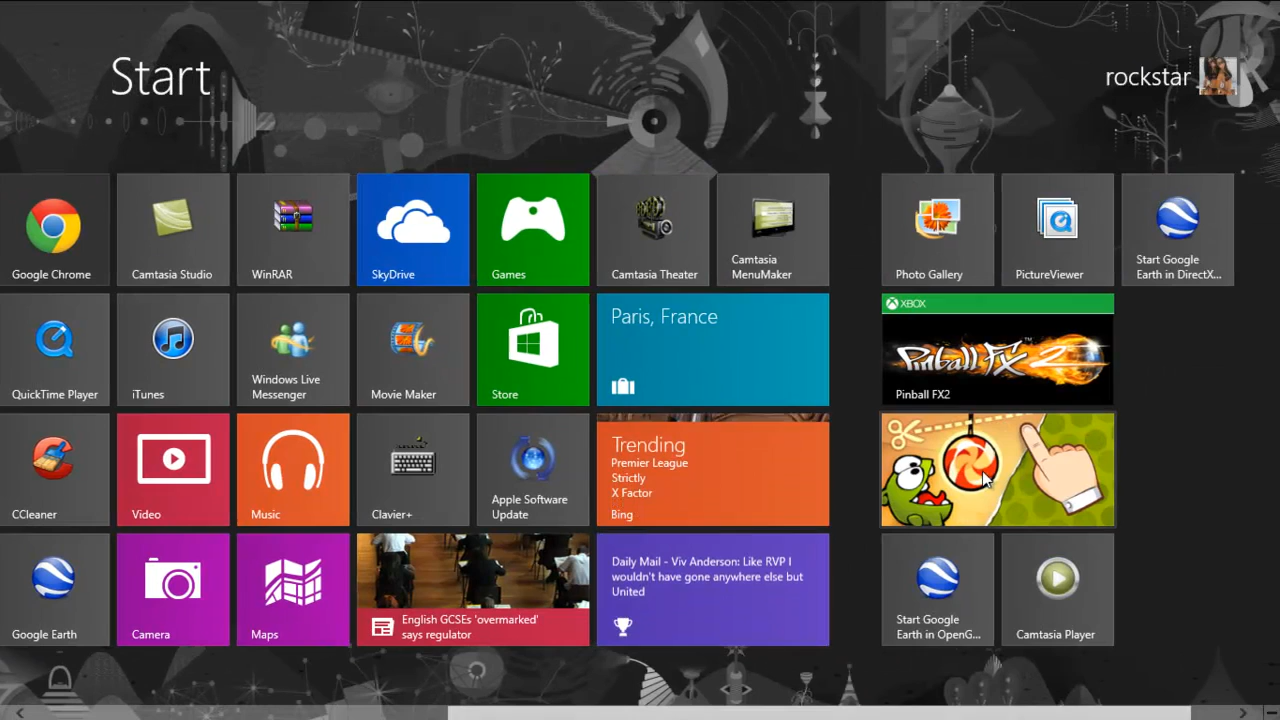 Start
rockstar
Google Chrome
Camtasia Studio
WinRAR
SkyDrive
Games
Camtasia Theater
Camtasia
MenuMaker
Photo Gallery
PictureViewer
Start Google
Earth in DirectX...
QuickTime Player
iTunes
Windows Live
Messenger
Movie Maker
Store
Paris, France
XBOX
Pinball FX 2™
Pinball FX2
CCleaner
Video
Music
Clavier+
Apple Software
Update
Trending
Premier League
Strictly
X Factor
Bing
Google Earth
Camera
Maps
English GCSEs 'overmarked'
says regulator
Daily Mail - Viv Anderson: Like RVP I
wouldn't have gone anywhere else but
United
Start Google
Earth in OpenG...
Camtasia Player